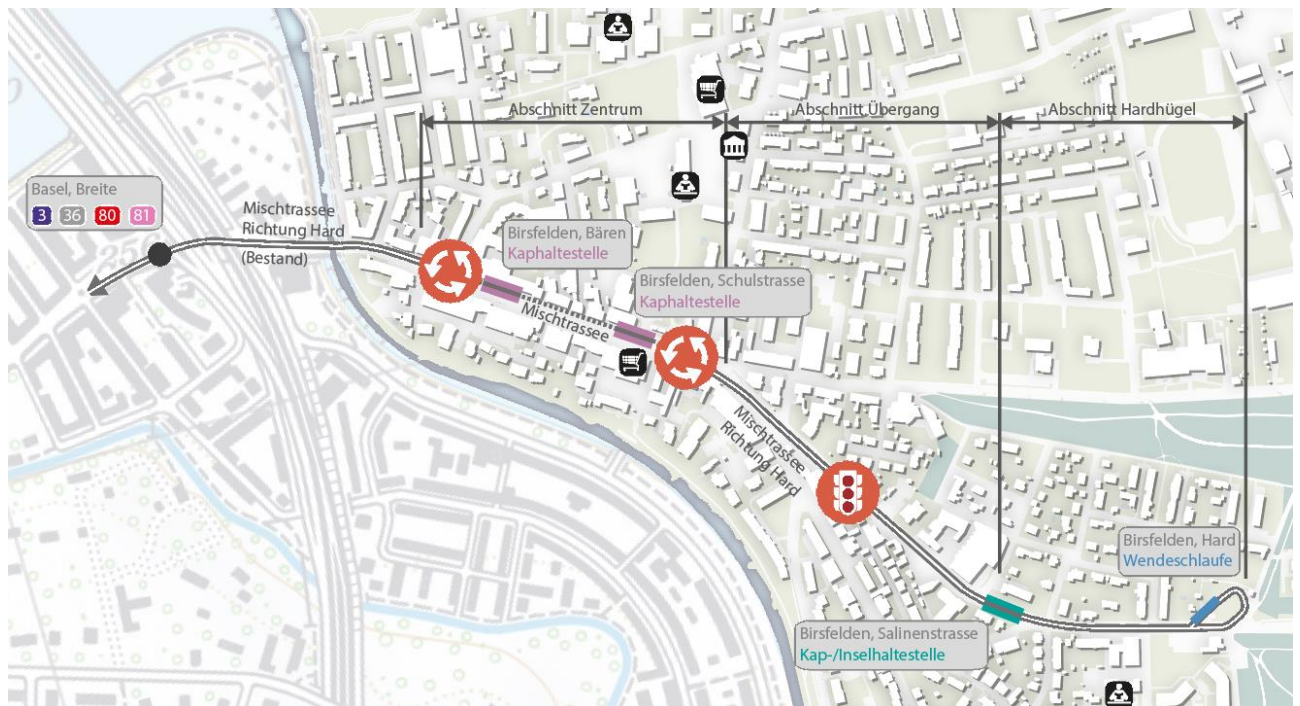 Abschnitt Zentrum
Abschnitt Übergang
Abschnitt Hardhügel
Basel, Breite
3 36 80 81
Mischtrassee
Richtung Hard
(Bestand)
Birsfelden, Bären
Kaphaltestelle
Birsfelden, Schulstrasse
Kaphaltestelle
Mischtrassee
Mischtrassee
Richtung Hard
Birsfelden, Hard
Wendeschlaufe
Birsfelden, Salinenstrasse
Kap-/Inselhaltestelle